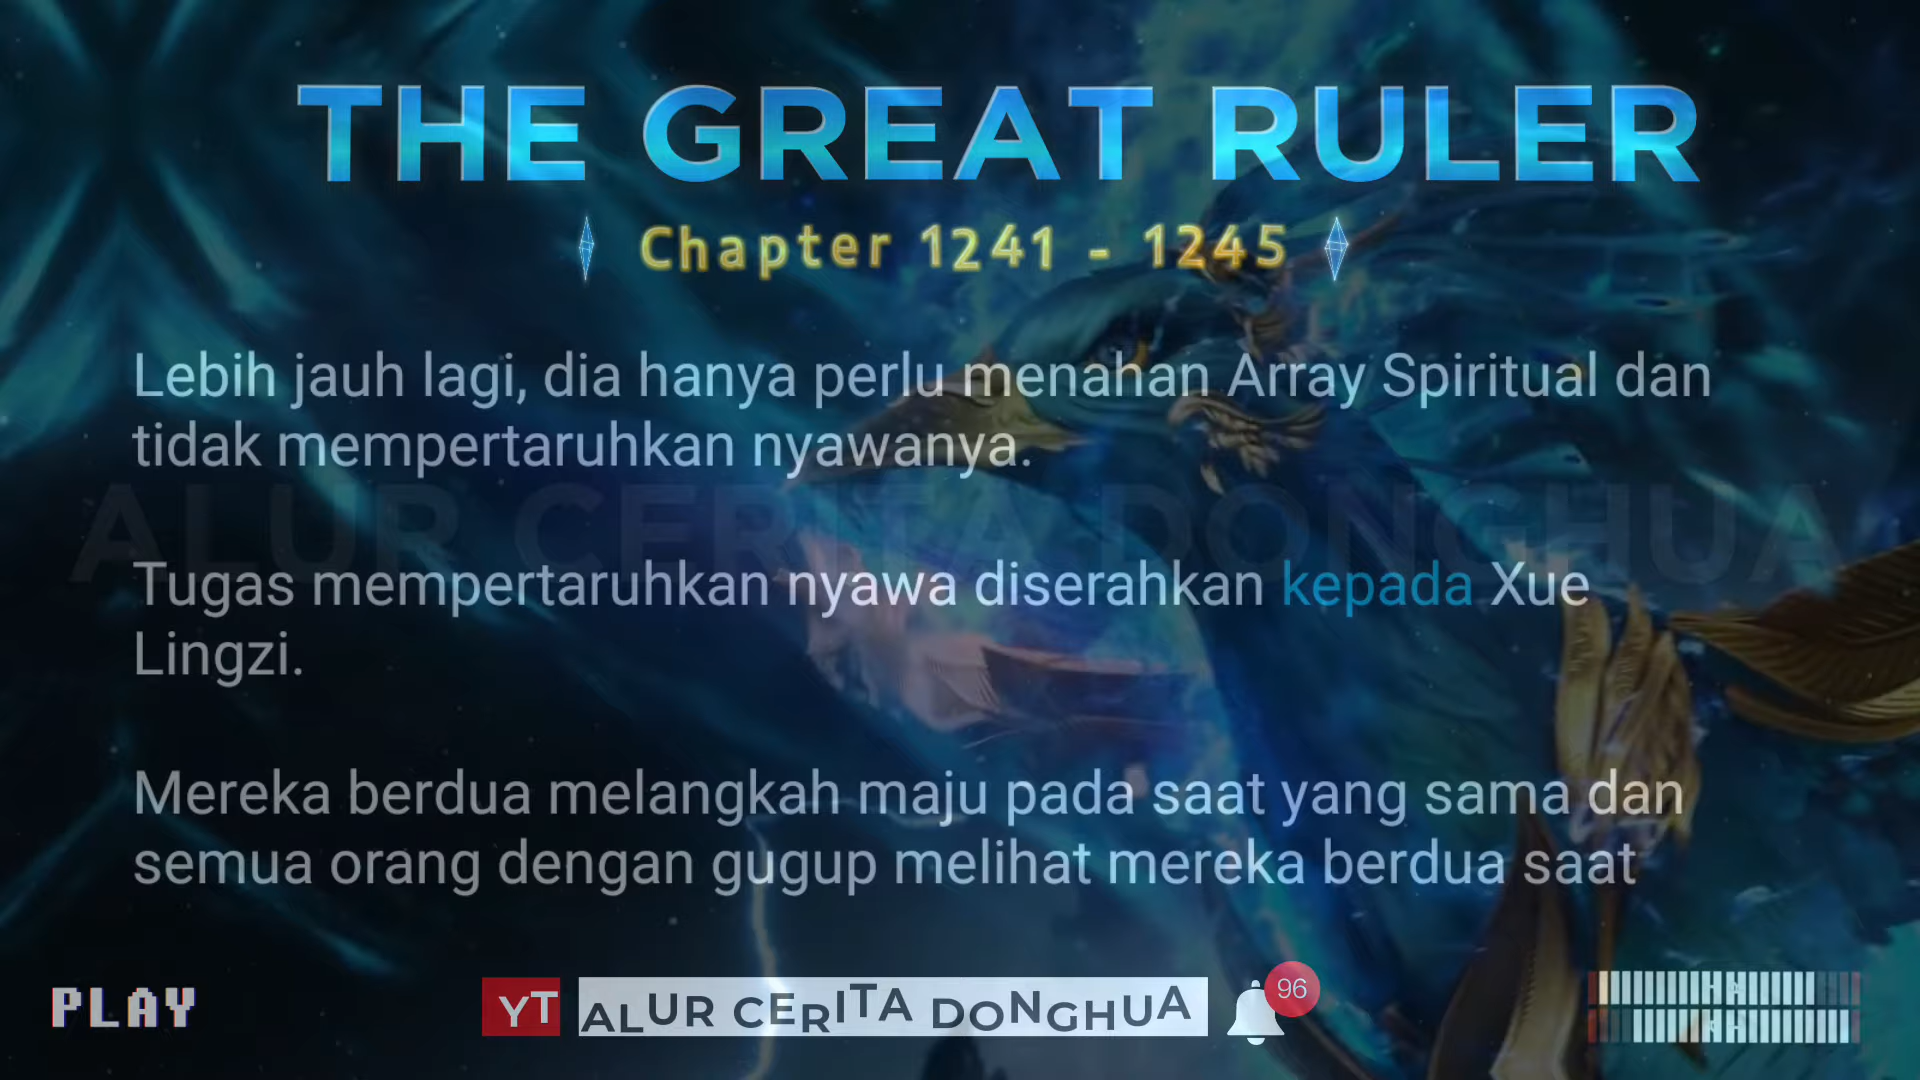 THE GREAT RULER
Chapter 1241 - 1245
Lebih jauh lagi, dia hanya perlu menahan Array Spiritual dan
tidak mempertaruhkan nyawanya.
ALUR CERITA DONGHUA
Tugas mempertaruhkan nyawa diserahkan kepada Xue
Lingzi.
Mereka berdua melangkah maju pada saat yang sama dan
semua orang dengan gugup melihat mereka berdua saat
PLAY
YT ALUR CERITA DONGHUA
96